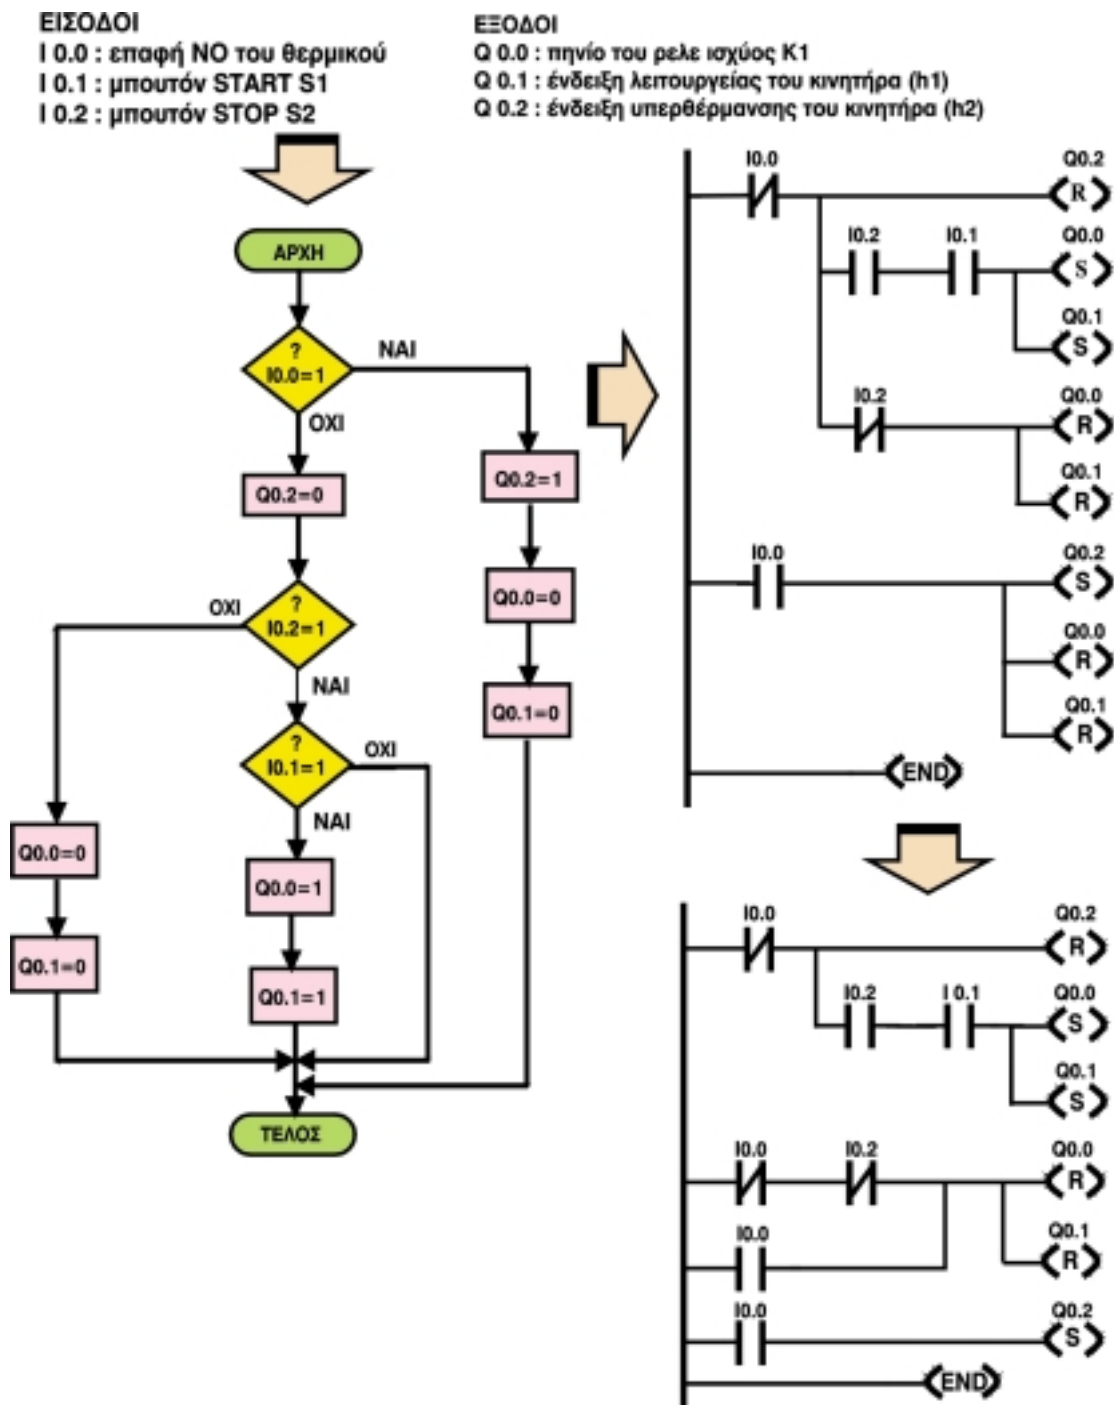 ΕΙΣΟΔΟΙ
I 0.0 : επαφή NO του θερμικού
I 0.1 : μπουτόν START S1
I 0.2 : μπουτόν STOP S2
ΕΞΟΔΟΙ
Q 0.0 : πηνίο του ρελε ισχύος K1
Q 0.1 : ένδειξη λειτουργείας του κινητήρα (h1)
Q 0.2 : ένδειξη υπερθέρμανσης του κινητήρα (h2)
ΑΡΧΗ
?
I0.0=1
ΝΑΙ
ΟΧΙ
Q0.2=0
Q0.2=1
Q0.0=0
Q0.1=0
?
I0.2=1
ΟΧΙ
ΝΑΙ
?
I0.1=1
ΟΧΙ
ΝΑΙ
Q0.0=0
Q0.1=0
Q0.0=1
Q0.1=1
ΤΕΛΟΣ
I0.0
Q0.2
R
I0.2
I0.1
Q0.0
S
Q0.1
S
I0.2
Q0.0
R
Q0.1
R
I0.0
Q0.2
S
Q0.0
R
Q0.1
R
END
I0.0
Q0.2
R
I0.2
I 0.1
Q0.0
S
Q0.1
S
I0.0
I0.2
Q0.0
R
I0.0
Q0.1
R
I0.0
Q0.2
S
END